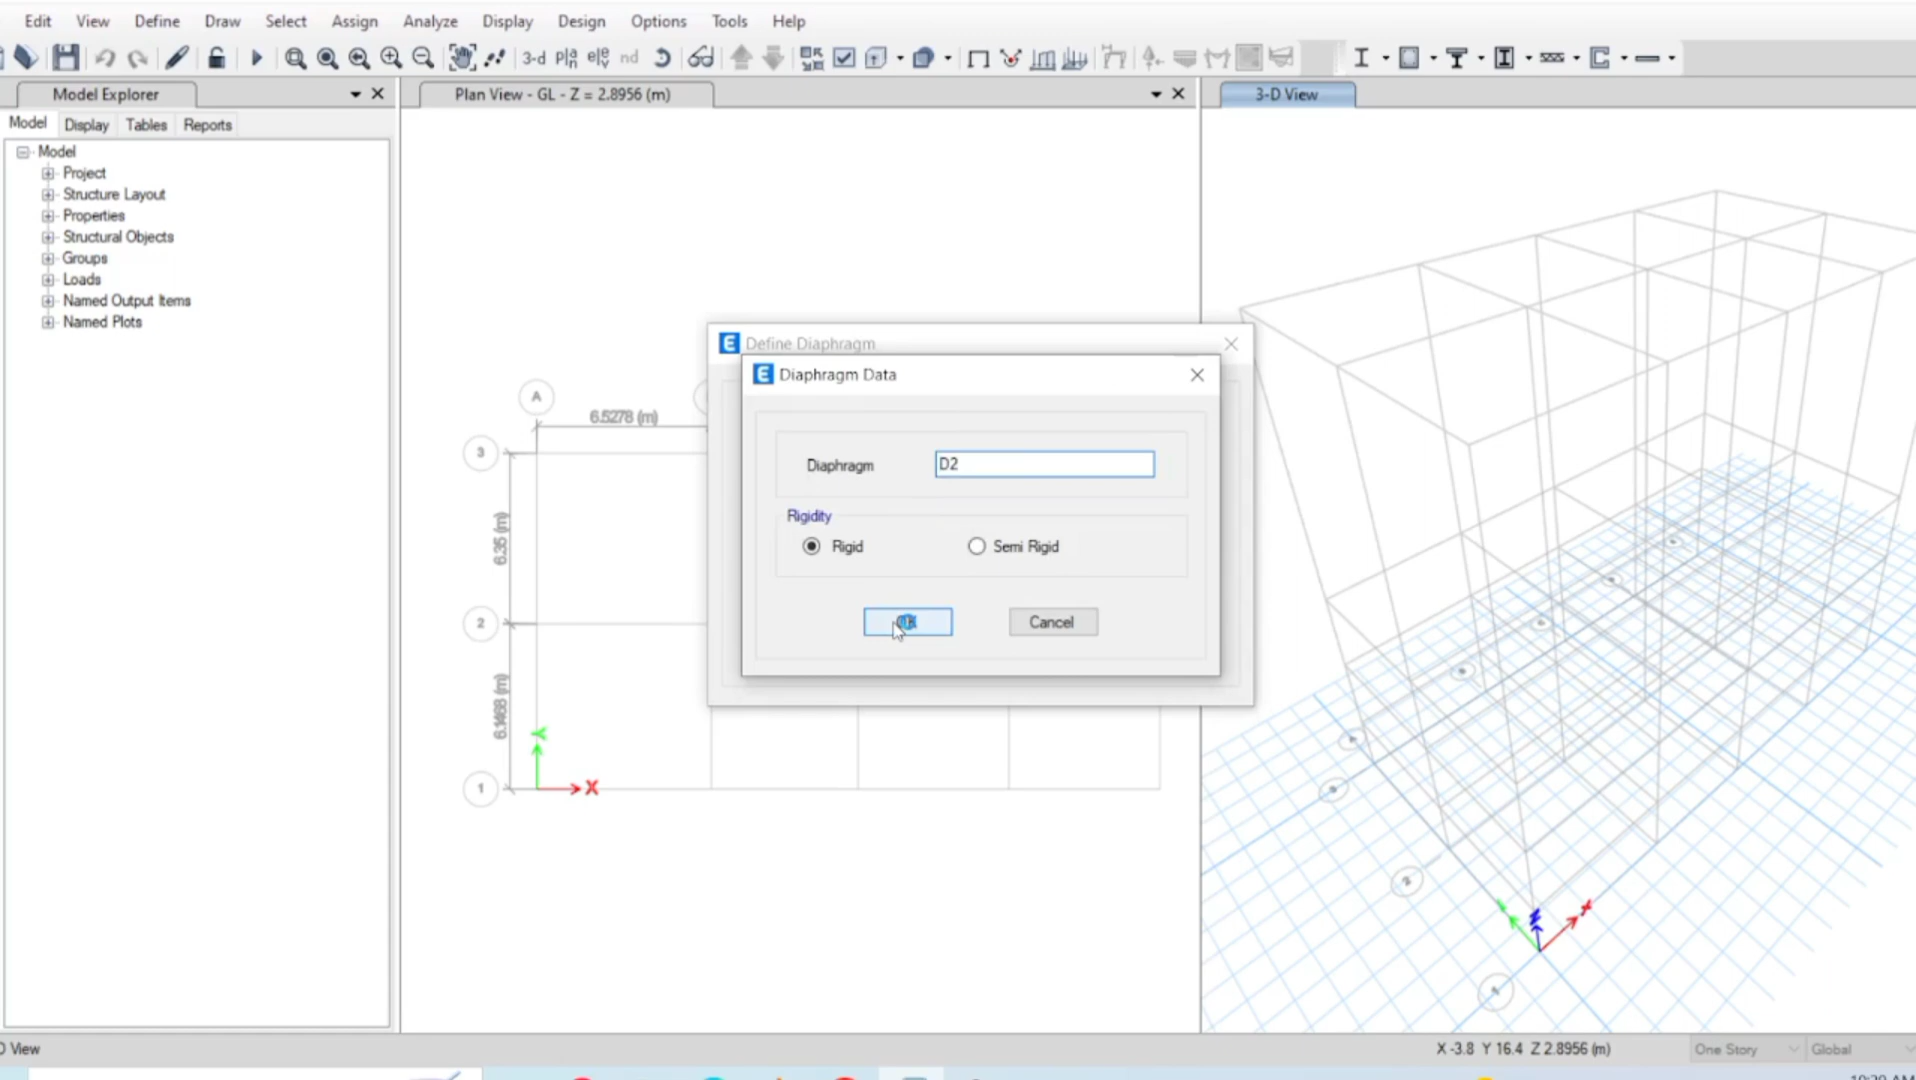 Edit View Define Draw Select Assign Analyze Display Design Options Tools Help
3-d nd
Model Explorer
Plan View - GL - Z = 2.8956 (m)
3-D View
Model Display Tables Reports
Model
Project
Structure Layout
Properties
Structural Objects
Groups
Loads
Named Output Items
Named Plots
A
6.5278 (m)
3
6.35 (m)
2
6.1468 (m)
1
Y
X
E Define Diaphragm
E Diaphragm Data
Diaphragm D2
Rigidity
Rigid Semi Rigid
Cancel
D View
X -3.8 Y 16.4 Z 2.8956 (m)
One Story
Global